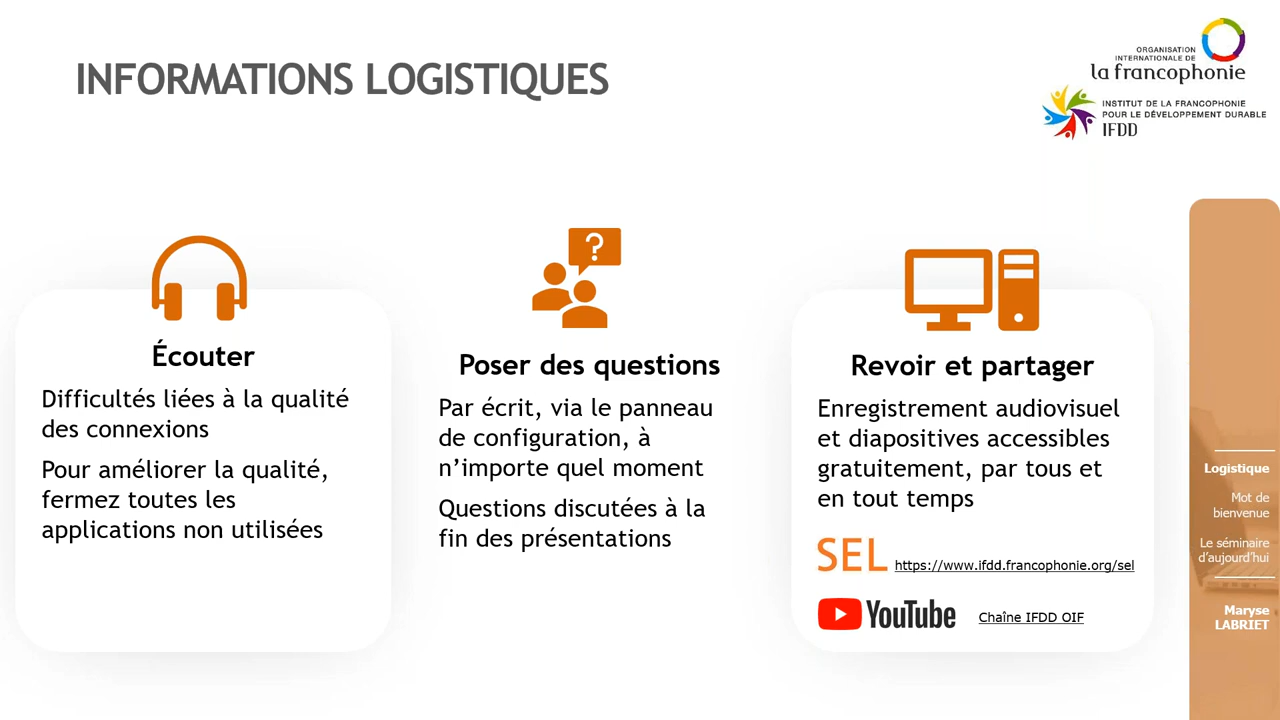 INFORMATIONS LOGISTIQUES
ORGANISATION
INTERNATIONALE DE
la francophonie
INSTITUT DE LA FRANCOPHONIE
POUR LE DÉVELOPPEMENT DURABLE
IFDD
Écouter
Difficultés liées à la qualité
des connexions
Pour améliorer la qualité,
fermez toutes les
applications non utilisées
?
Poser des questions
Par écrit, via le panneau
de configuration, à
n’importe quel moment
Questions discutées à la
fin des présentations
Revoir et partager
Enregistrement audiovisuel
et diapositives accessibles
gratuitement, par tous et
en tout temps
SEL https://www.ifdd.francophonie.org/sel
YouTube Chaîne IFDD OIF
Logistique
Mot de
bienvenue
Le séminaire
d’aujourd’hui
Maryse
LABRIET